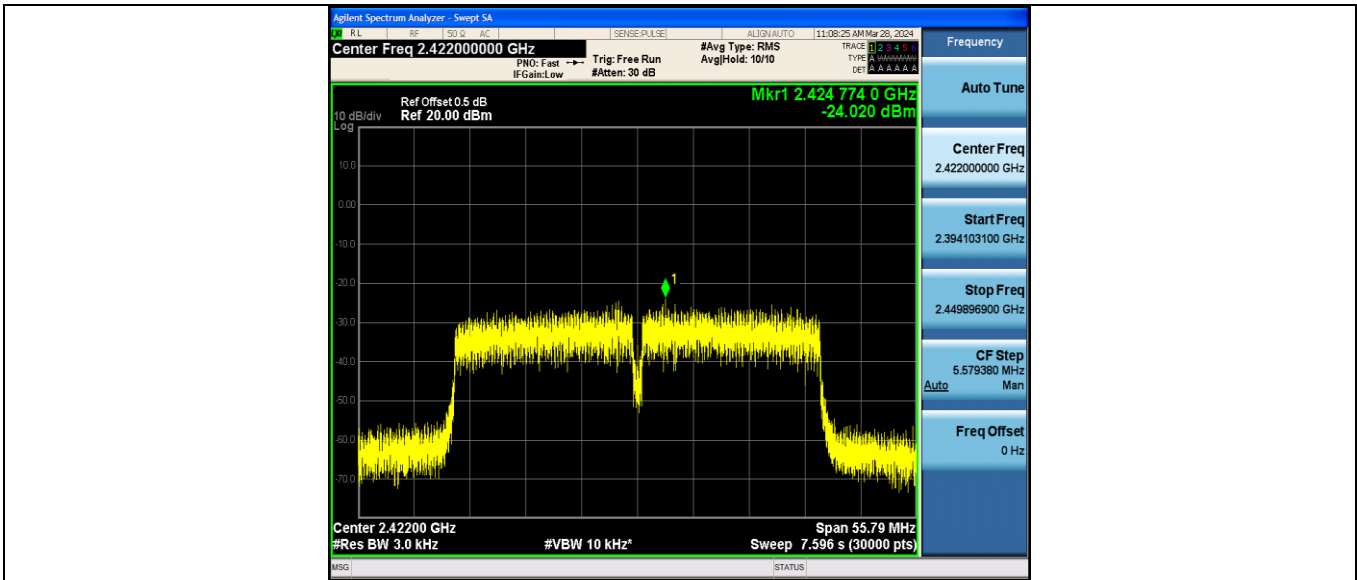 Agilent Spectrum Analyzer - Swept SA
LXI RL RF 50 Ω AC SENSE:PULSE ALIGNAUTO 11:08:25 AM Mar 28, 2024
Center Freq 2.422000000 GHz
PNO: Fast
IFGain:Low
Trig: Free Run
#Atten: 30 dB
#Avg Type: RMS
Avg|Hold: 10/10
TRACE 1 2 3 4 5 6
TYPE A
DET A A A A A A
Ref Offset 0.5 dB
10 dB/div Ref 20.00 dBm
Log
Mkr1 2.424 774 0 GHz
-24.020 dBm
10.0
0.00
-10.0
-20.0
-30.0
-40.0
-50.0
-60.0
-70.0
1
Center 2.42200 GHz Span 55.79 MHz
#Res BW 3.0 kHz #VBW 10 kHz* Sweep 7.596 s (30000 pts)
MSG STATUS
Frequency
Auto Tune
Center Freq
2.422000000 GHz
Start Freq
2.394103100 GHz
Stop Freq
2.449896900 GHz
CF Step
5.579380 MHz
Auto Man
Freq Offset
0 Hz